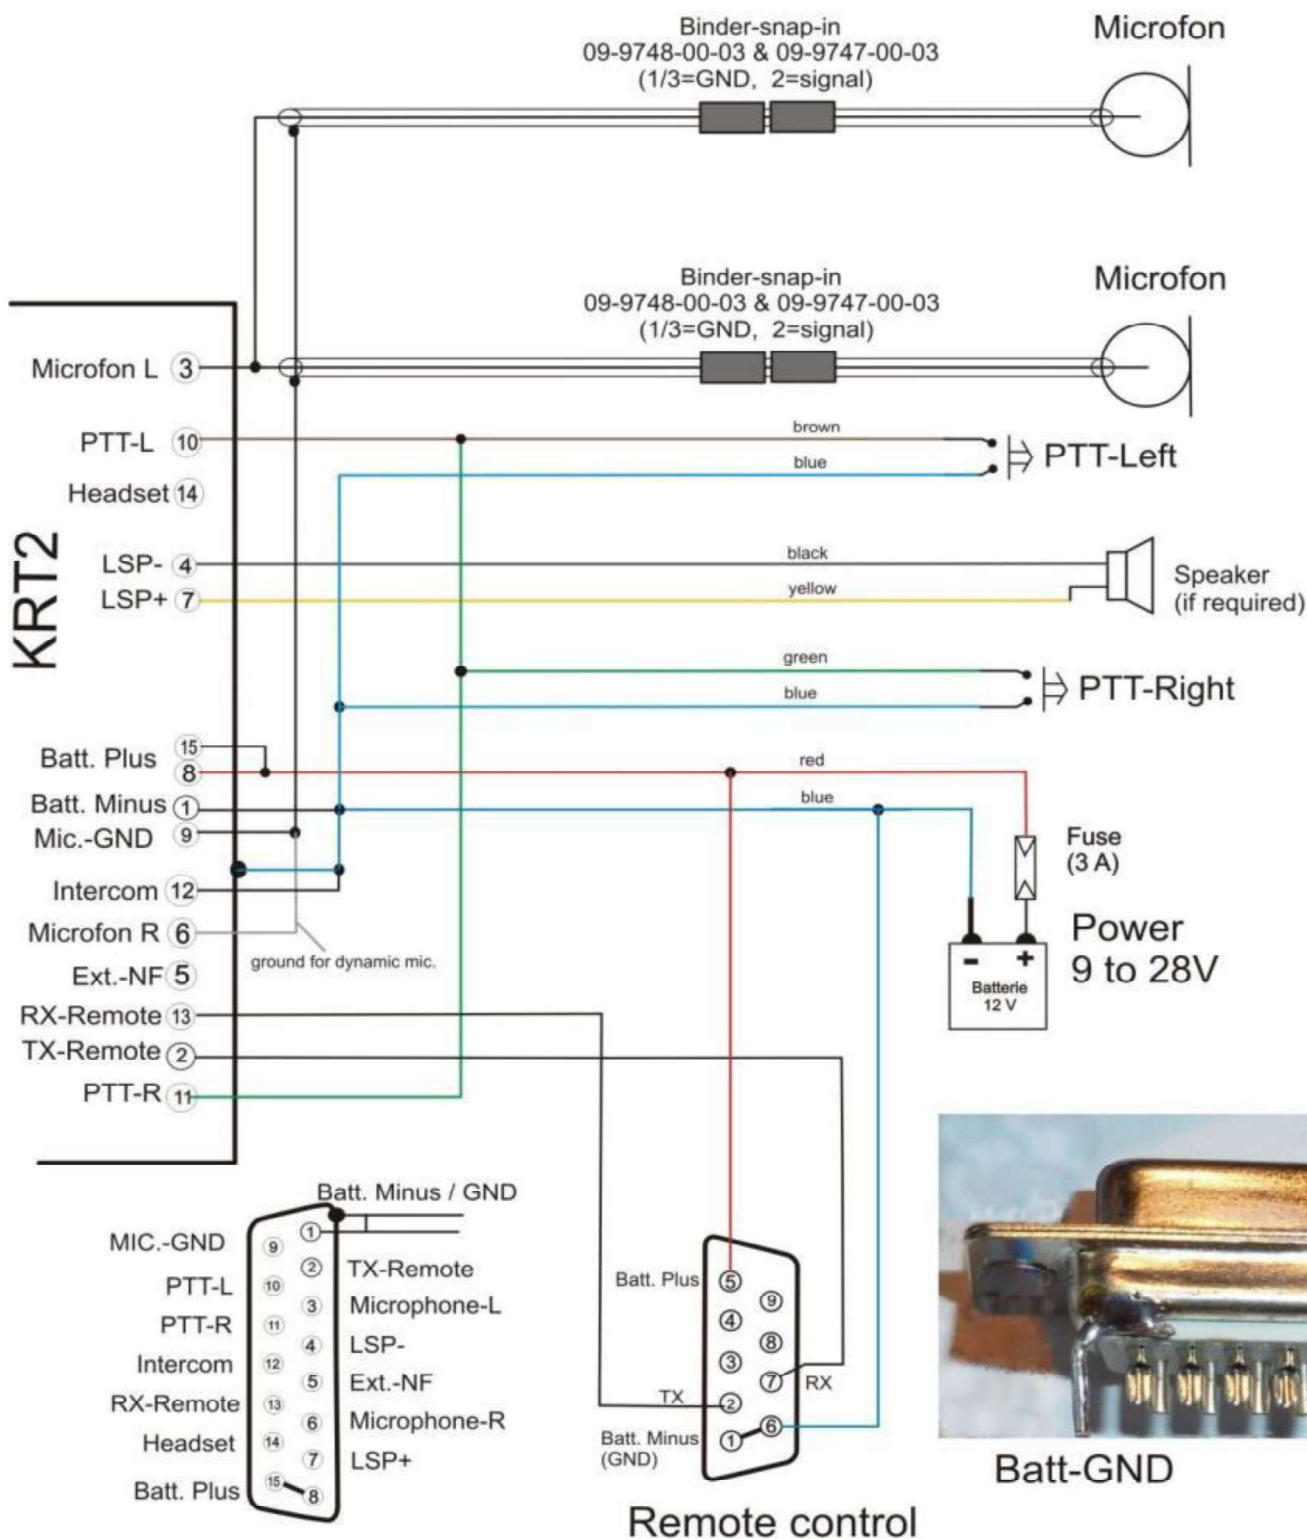 Binder-snap-in
09-9748-00-03 & 09-9747-00-03
(1/3=GND, 2=signal)
Microfon
Binder-snap-in
09-9748-00-03 & 09-9747-00-03
(1/3=GND, 2=signal)
Microfon
KRT2
Microfon L 3
PTT-L 10
brown
blue
PTT-Left
Headset 14
LSP- 4
black
LSP+ 7
yellow
Speaker
(if required)
green
blue
PTT-Right
Batt. Plus
15
8
red
Batt. Minus 1
blue
Mic.-GND 9
Fuse
(3 A)
Intercom 12
Microfon R 6
ground for dynamic mic.
Power
9 to 28V
- +
Batterie
12 V
Ext.-NF 5
RX-Remote 13
TX-Remote 2
PTT-R 11
Batt. Minus / GND
1
MIC.-GND 9
2 TX-Remote
PTT-L 10
3 Microphone-L
PTT-R 11
4 LSP-
Intercom 12
5 Ext.-NF
RX-Remote 13
6 Microphone-R
Headset 14
7 LSP+
Batt. Plus 15
8
Batt. Plus 5
9
4
8
3
7 RX
TX 2
6
Batt. Minus 1
(GND)
Remote control
Batt-GND